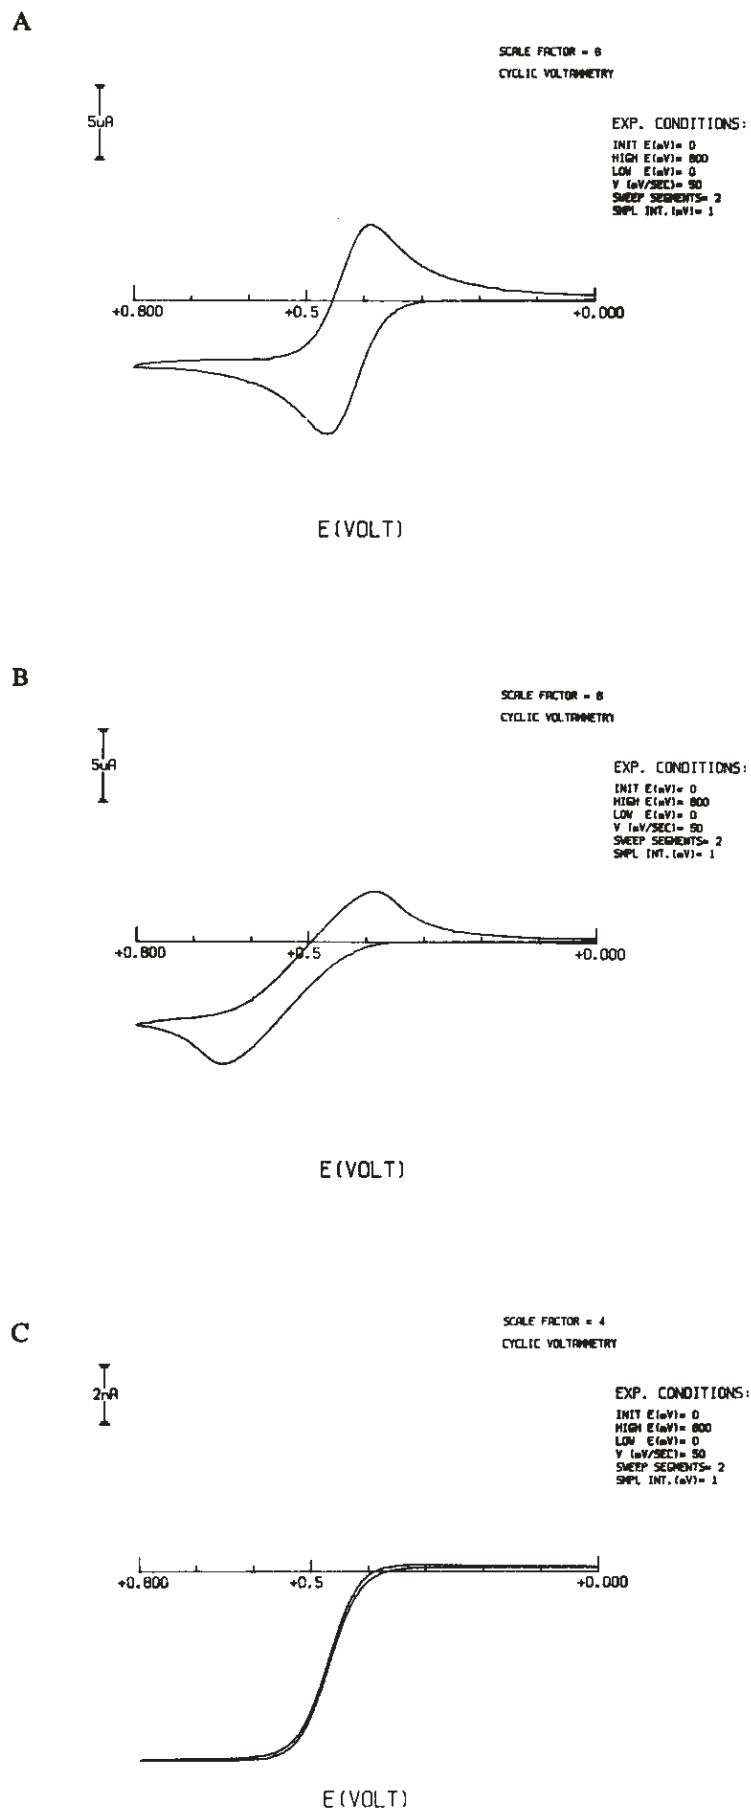 A
SCALE FACTOR = 8
CYCLIC VOLTAMMETRY
5uA
EXP. CONDITIONS:
INIT E(mV)= 0
HIGH E(mV)= 800
LOW E(mV)= 0
V (mV/SEC)= 50
SWEEP SEGMENTS= 2
SMPL INT.(mV)= 1
+0.800 +0.5 +0.000
E(VOLT)
B
SCALE FACTOR = 8
CYCLIC VOLTAMMETRY
5uA
EXP. CONDITIONS:
INIT E(mV)= 0
HIGH E(mV)= 800
LOW E(mV)= 0
V (mV/SEC)= 50
SWEEP SEGMENTS= 2
SMPL INT.(mV)= 1
+0.800 +0.5 +0.000
E(VOLT)
C
SCALE FACTOR = 4
CYCLIC VOLTAMMETRY
2nA
EXP. CONDITIONS:
INIT E(mV)= 0
HIGH E(mV)= 800
LOW E(mV)= 0
V (mV/SEC)= 50
SWEEP SEGMENTS= 2
SMPL INT.(mV)= 1
+0.800 +0.5 +0.000
E(VOLT)